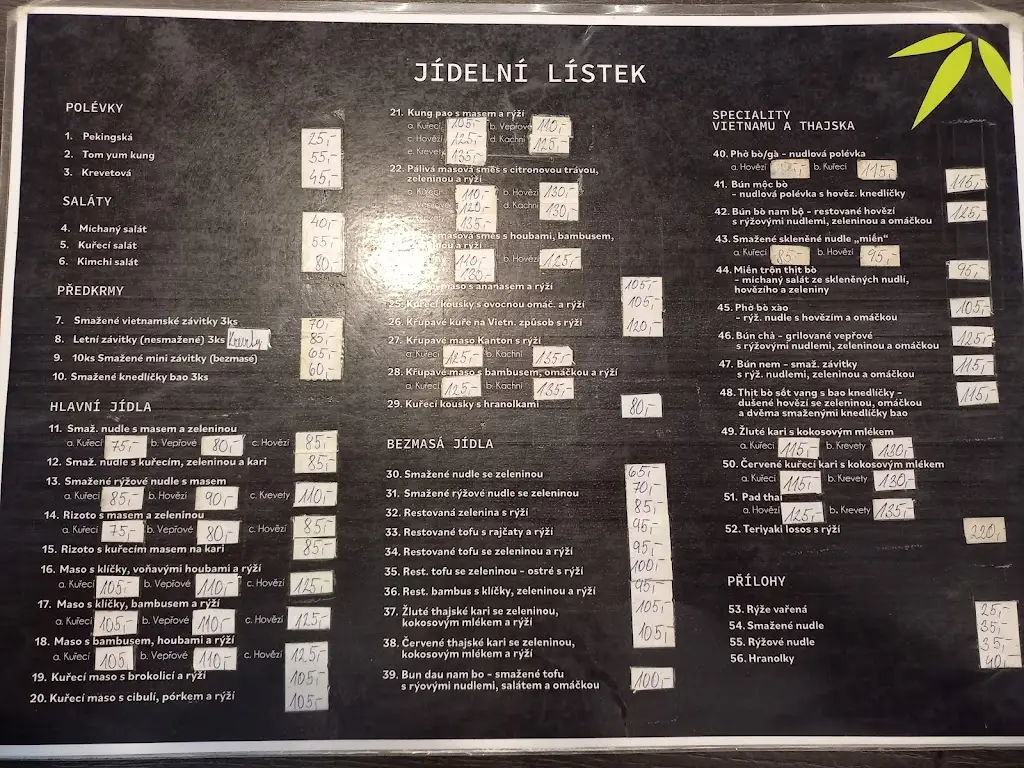 JÍDELNÍ LÍSTEK
POLÉVKY
1. Pekingská 25,-
2. Tom yum kung 55,-
3. Krevetová 45,-
SALÁTY
4. Míchaný salát 40,-
5. Kuřecí salát 55,-
6. Kimchi salát 80,-
PŘEDKRMY
7. Smažené vietnamské závitky 3ks 70,-
8. Letní závitky (nesmažené) 3ks Krevety 85,-
9. 10ks Smažené mini závitky (bezmasé) 65,-
10. Smažené knedlíčky bao 3ks 60,-
HLAVNÍ JÍDLA
11. Smaž. nudle s masem a zeleninou
a. Kuřecí 75,- b. Vepřové 80,- c. Hovězí 85,-
12. Smaž. nudle s kuřecím, zeleninou a kari 85,-
13. Smažené rýžové nudle s masem
a. Kuřecí 85,- b. Hovězí 90,- c. Krevety 110,-
14. Rizoto s masem a zeleninou
a. Kuřecí 75,- b. Vepřové 80,- c. Hovězí 85,-
15. Rizoto s kuřecím masem na kari 85,-
16. Maso s klíčky, voňavými houbami a rýží
a. Kuřecí 105,- b. Vepřové 110,- c. Hovězí 125,-
17. Maso s klíčky, bambusem a rýží
a. Kuřecí 105,- b. Vepřové 110,- c. Hovězí 125,-
18. Maso s bambusem, houbami a rýží
a. Kuřecí 105 b. Vepřové 110,- c. Hovězí 125,-
19. Kuřecí maso s brokolicí a rýží 105,-
20. Kuřecí maso s cibulí, pórkem a rýží 105,-
21. Kung pao s masem a rýží
a. Kuřecí 105,- b. Vepřové 110,-
c. Hovězí 125,- d. Kachní 125,-
e. Krevety 135,-
22. Pálivá masová směs s citronovou trávou,
zeleninou a rýží
a. Kuřecí 110,- b. Hovězí 130,-
120,- d. Kachní 130,-
135,-
masová směs s houbami, bambusem,
a rýží
110,- b. Hovězí 125,-
130,-
maso s ananasem a rýží 105,-
25. Kuřecí kousky s ovocnou omáč. a rýží 105,-
26. Křupavé kuře na Vietn. způsob s rýží 120,-
27. Křupavé maso Kanton s rýží
a. Kuřecí 125,- b. Kachní 135,-
28. Křupavé maso s bambusem, omáčkou a rýží
a. Kuřecí 125,- b. Kachní 135,-
29. Kuřecí kousky s hranolkami 80,-
BEZMASÁ JÍDLA
30. Smažené nudle se zeleninou 65,-
31. Smažené rýžové nudle se zeleninou 70,-
32. Restovaná zelenina s rýží 85,-
33. Restované tofu s rajčaty a rýží 95,-
34. Restované tofu se zeleninou a rýží 95,-
35. Rest. tofu se zeleninou - ostré s rýží 100,-
36. Rest. bambus s klíčky, zeleninou a rýží 95,-
37. Žluté thajské kari se zeleninou,
kokosovým mlékem a rýží 105,-
38. Červené thajské kari se zeleninou,
kokosovým mlékem a rýží 105,-
39. Bun dau nam bo - smažené tofu
s rýovými nudlemi, salátem a omáčkou 100,-
SPECIALITY
VIETNAMU A THAJSKA
40. Phở bò/gà - nudlová polévka
a. Hovězí b. Kuřecí 115,-
41. Bún mộc bò
- nudlová polévka s hověz. knedlíčky 115,-
42. Bún bò nam bộ - restované hovězí
s rýžovými nudlemi, zeleninou a omáčkou 125,-
43. Smažené skleněné nudle „mién”
a. Kuřecí 85,- b. Hovězí 95,-
44. Mién trộn thịt bò
- míchaný salát ze skleněných nudlí,
hovězího a zeleniny 95,-
45. Phở bò xào
- rýž. nudle s hovězím a omáčkou 105,-
46. Bún chả - grilované vepřové
s rýžovými nudlemi, zeleninou a omáčkou 125,-
47. Bún nem - smaž. závitky
s rýž. nudlemi, zeleninou a omáčkou 115,-
48. Thịt bò sốt vang s bao knedlíčky -
dušené hovězí se zeleninou, omáčkou
a dvěma smaženými knedlíčky bao 115,-
49. Žluté kari s kokosovým mlékem
a. Kuřecí 115,- b. Krevety 130,-
50. Červené kuřecí kari s kokosovým mlékem
a. Kuřecí 115,- b. Krevety 130,-
51. Pad thai
a. Hovězí 125,- b. Krevety 135,-
52. Teriyaki losos s rýží 220,-
PŘÍLOHY
53. Rýže vařená 25,-
54. Smažené nudle 35,-
55. Rýžové nudle 35,-
56. Hranolky 40,-